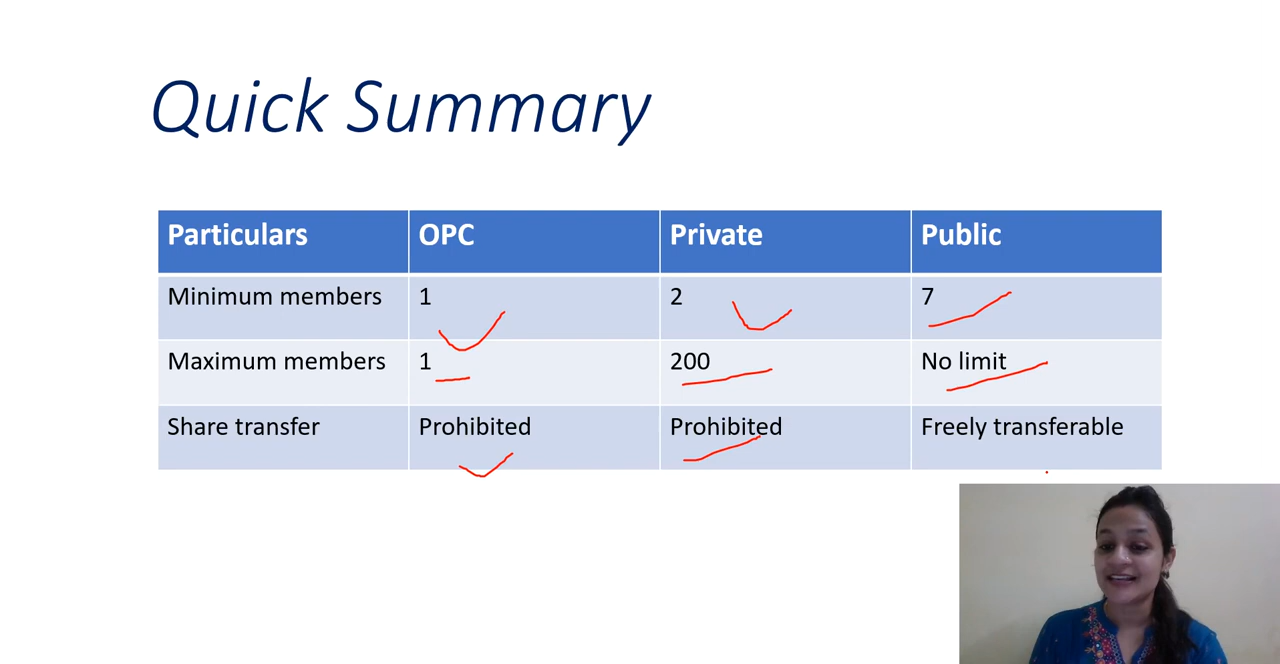 Quick Summary
Particulars OPC Private Public
Minimum members 1 2 7
Maximum members 1 200 No limit
Share transfer Prohibited Prohibited Freely transferable